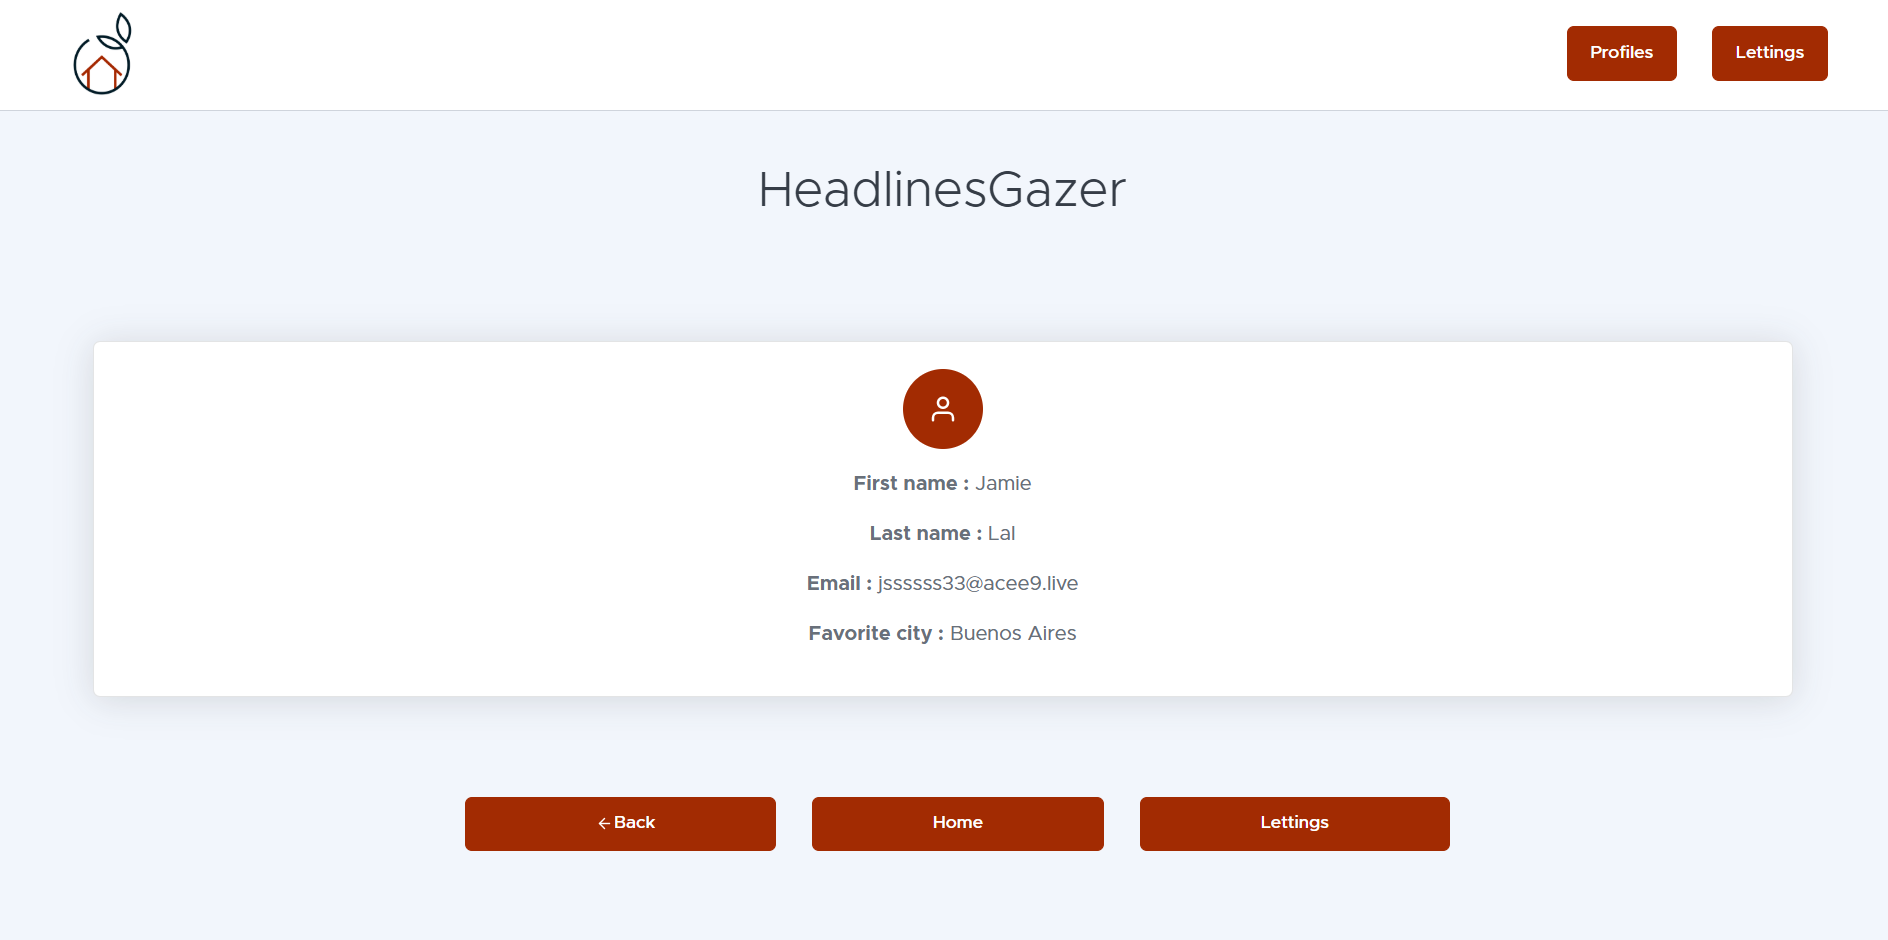 Profiles
Lettings
HeadlinesGazer
First name : Jamie
Last name : Lal
Email : jssssss33@acee9.live
Favorite city : Buenos Aires
← Back
Home
Lettings